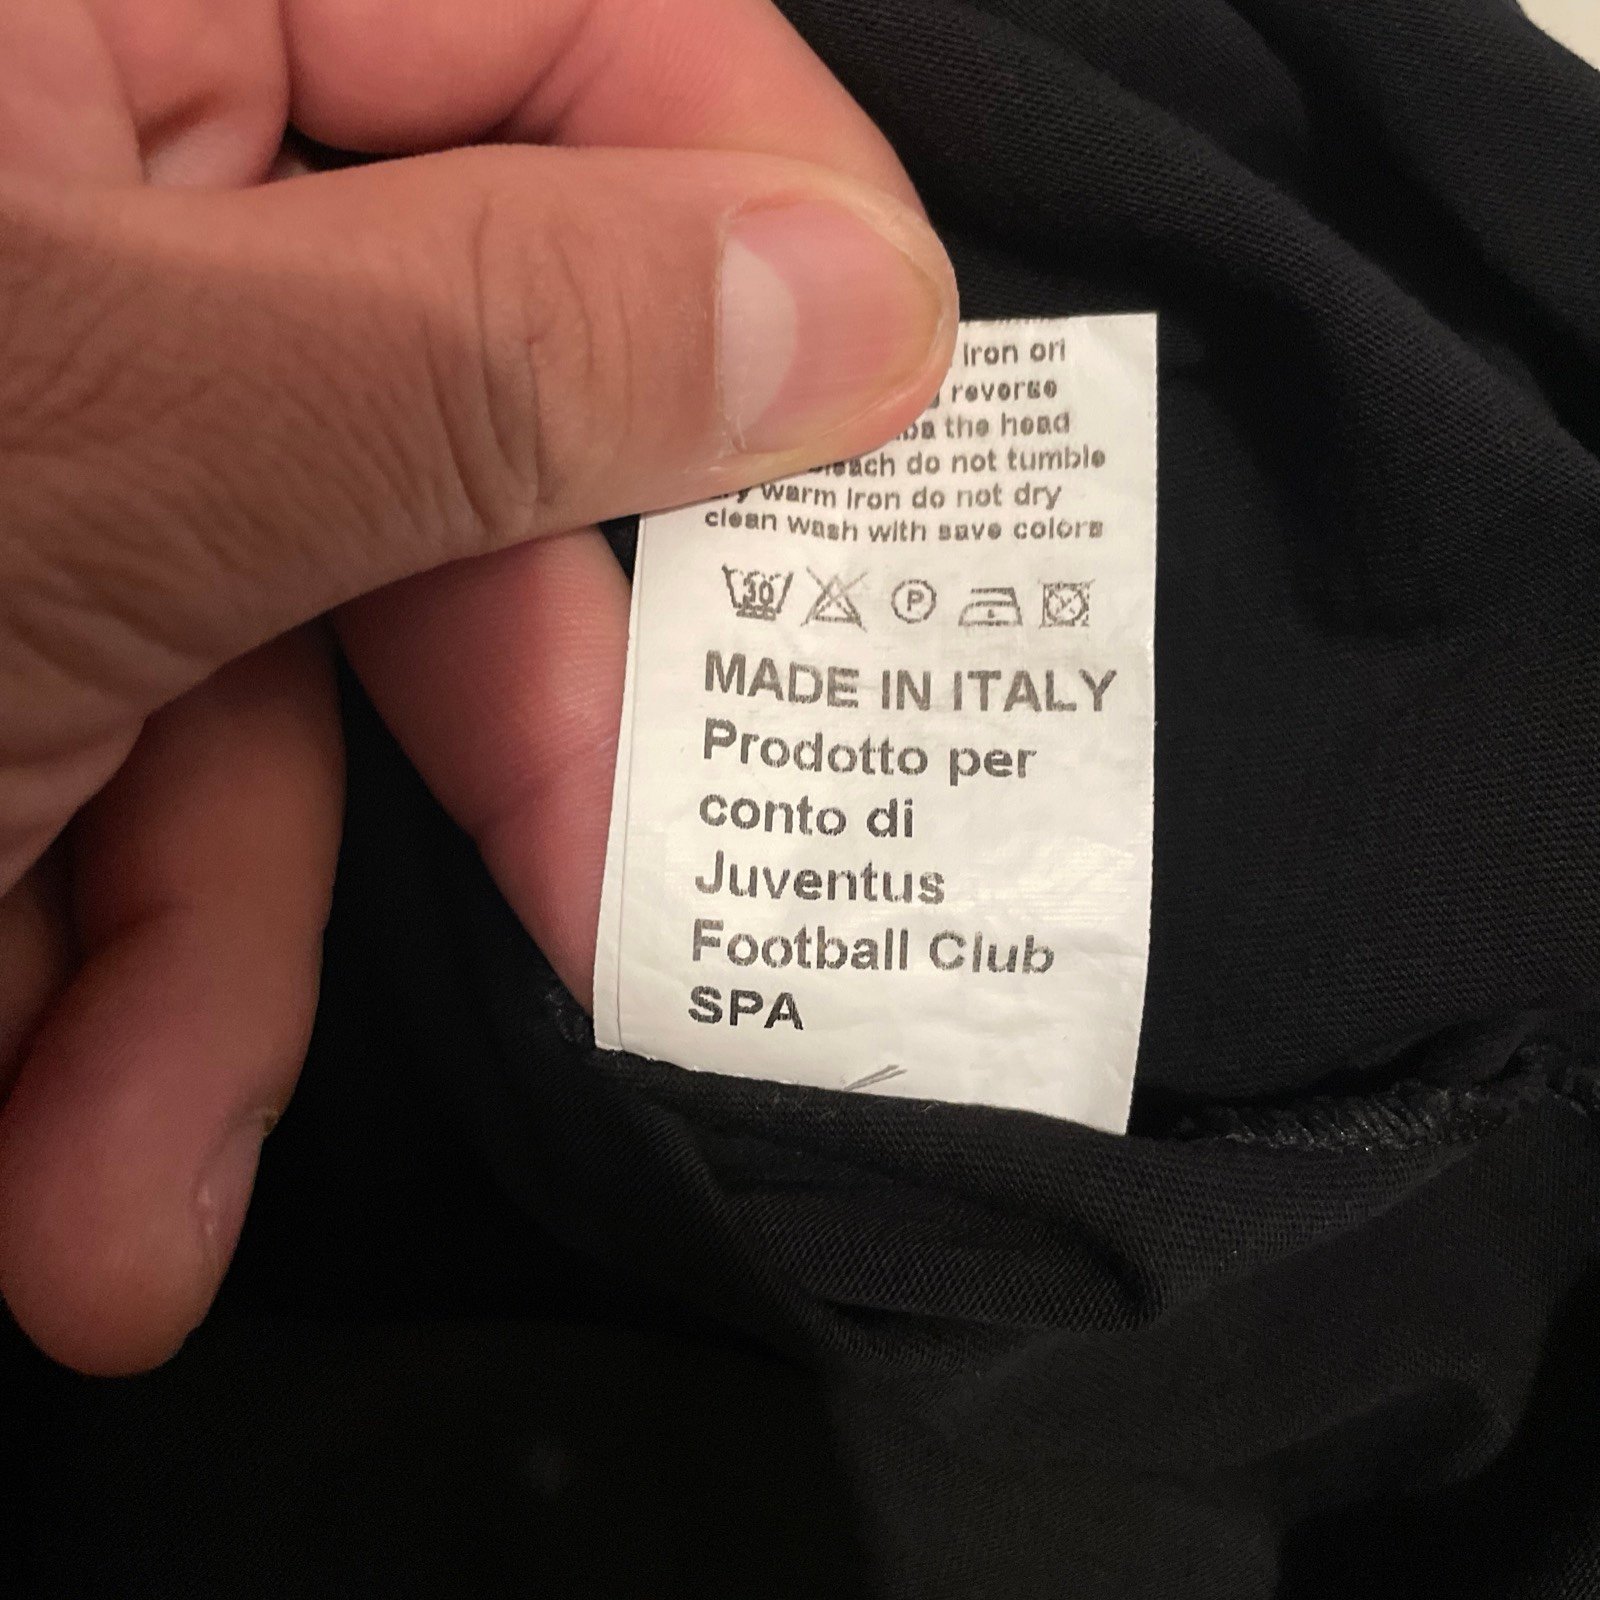 Iron on
reverse
the head
do not tumble
warm Iron do not dry
clean wash with save colors
30
P
MADE IN ITALY
Prodotto per
conto di
Juventus
Football Club
SPA